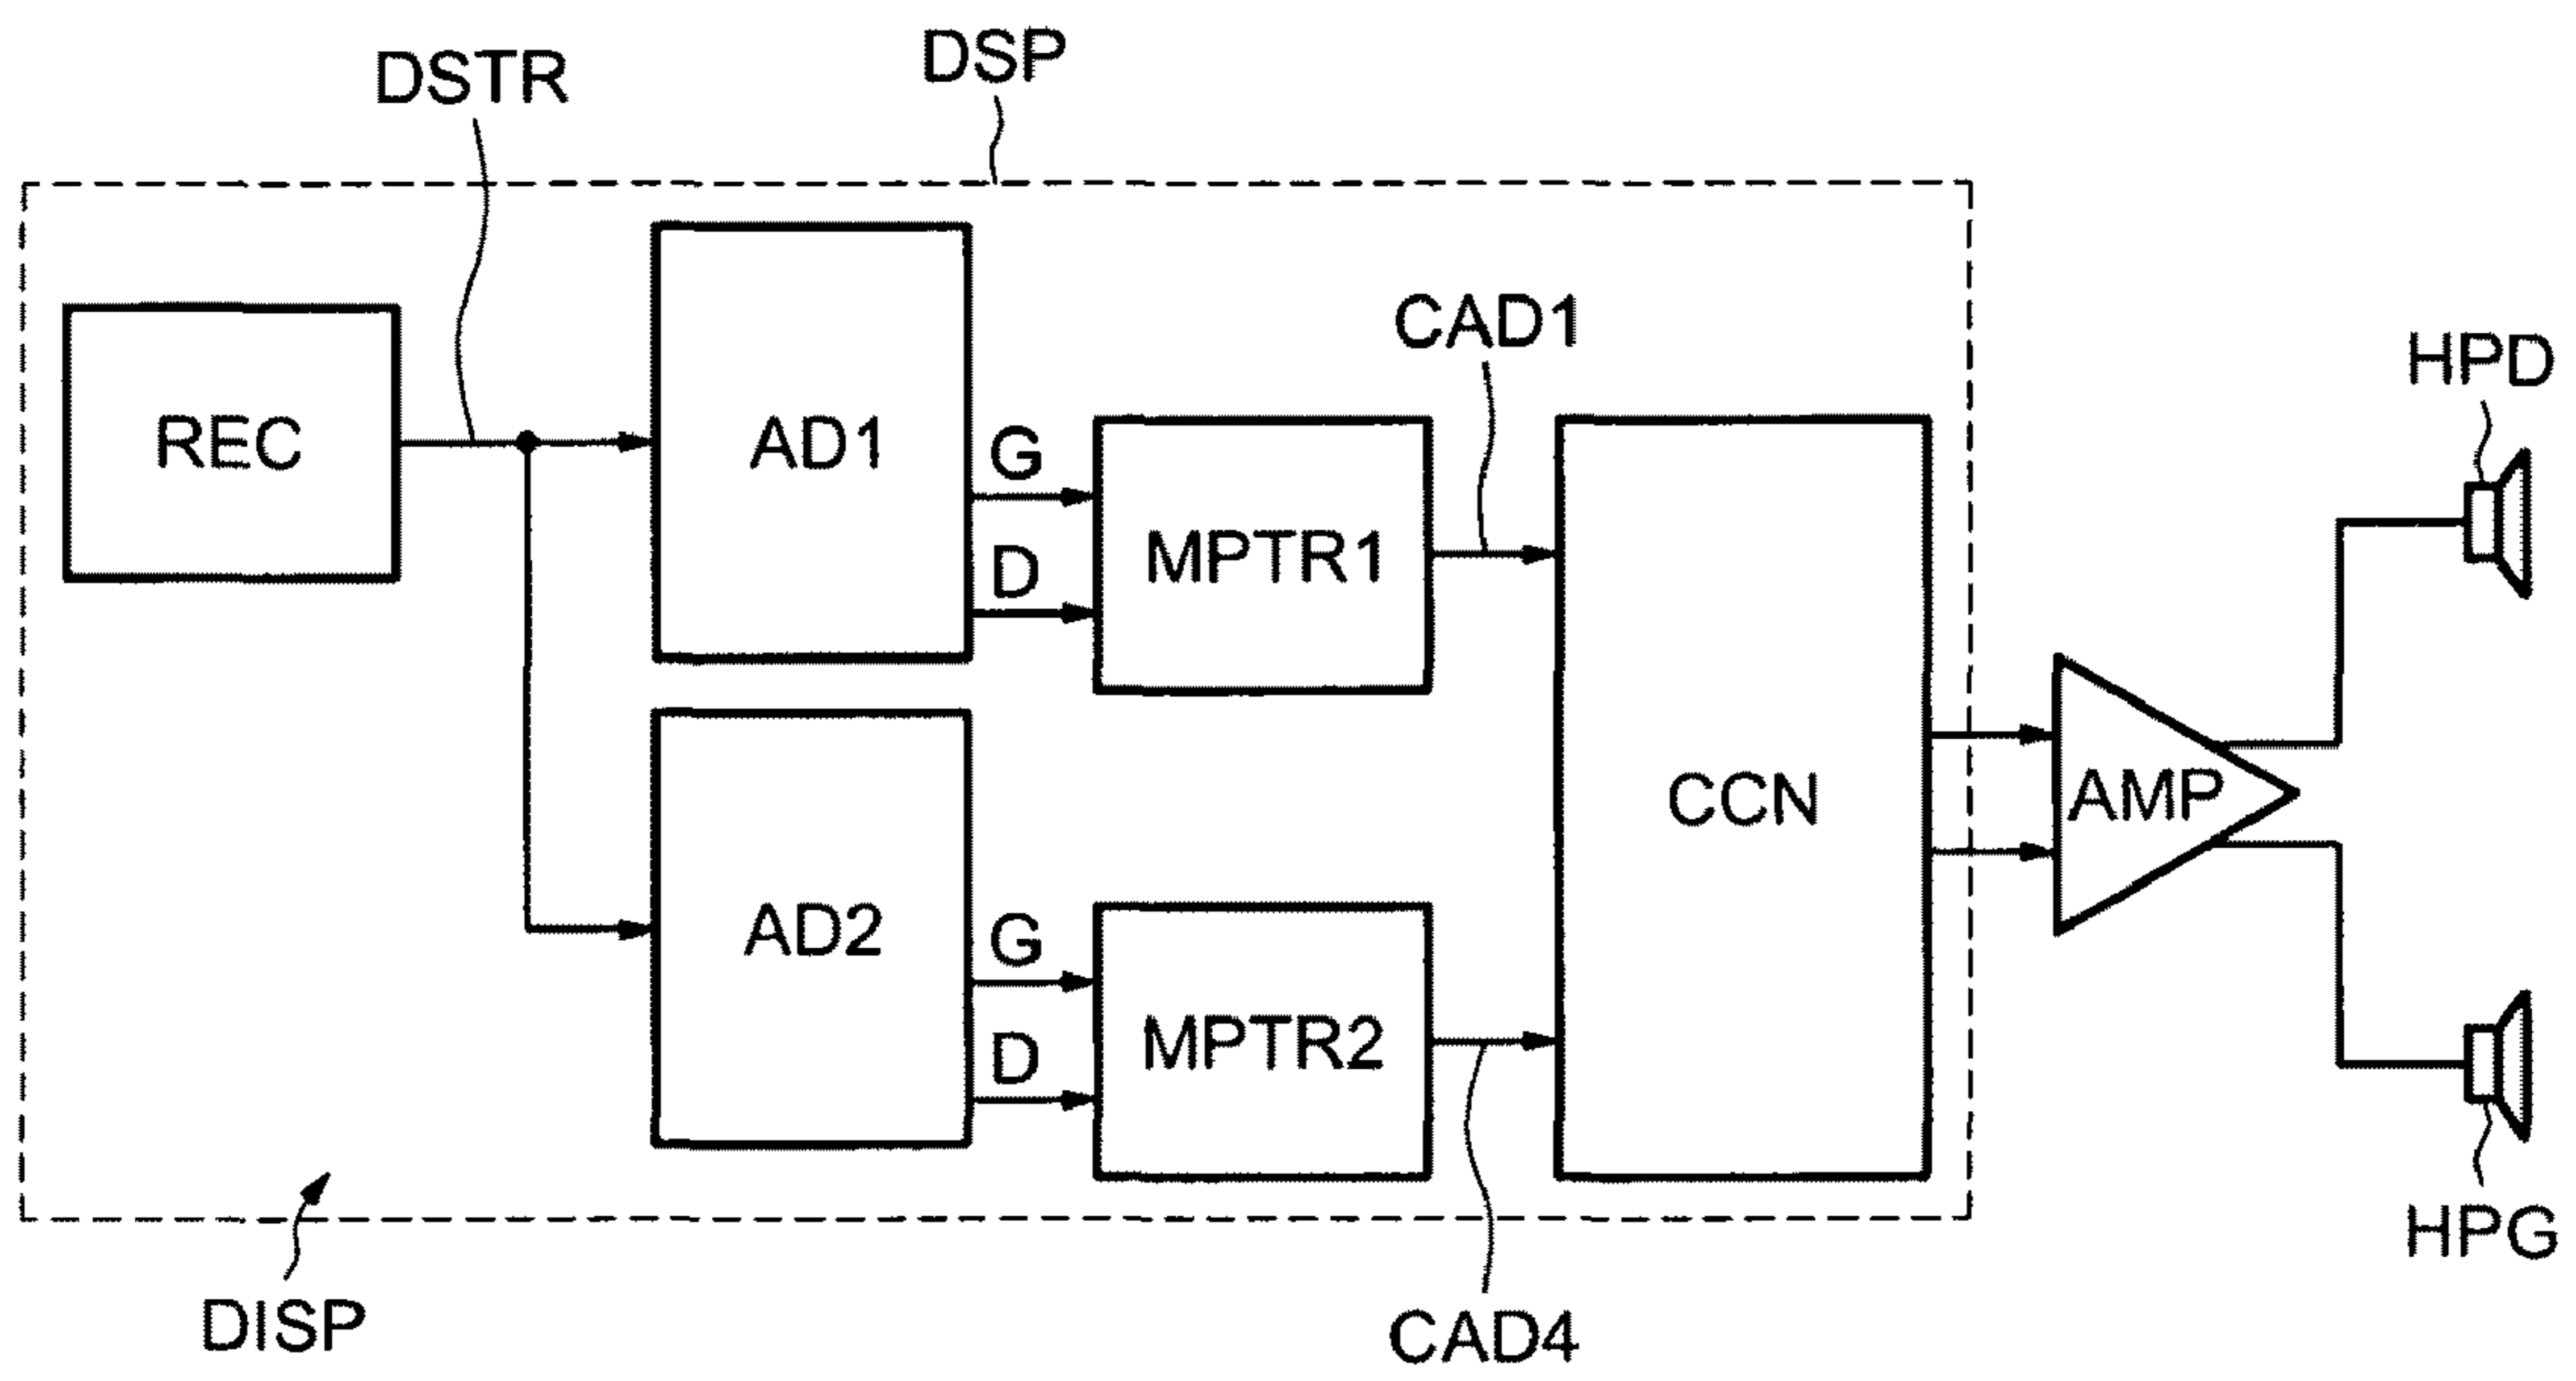 DSTR
DSP
CAD1
HPD
REC
AD1
G
D
MPTR1
CCN
AMP
AD2
G
D
MPTR2
HPG
DISP
CAD4